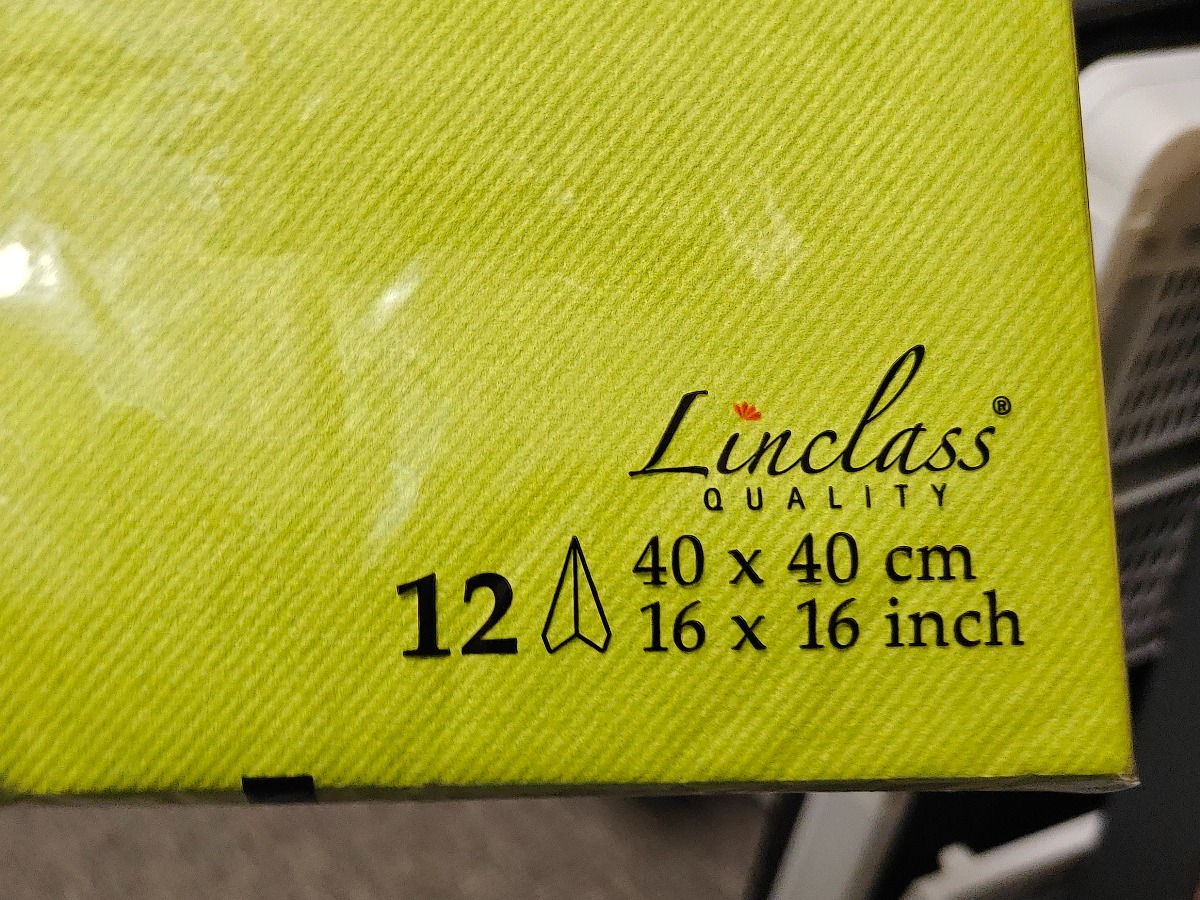 Linclass®
QUALITY
12
40 x 40 cm
16 x 16 inch